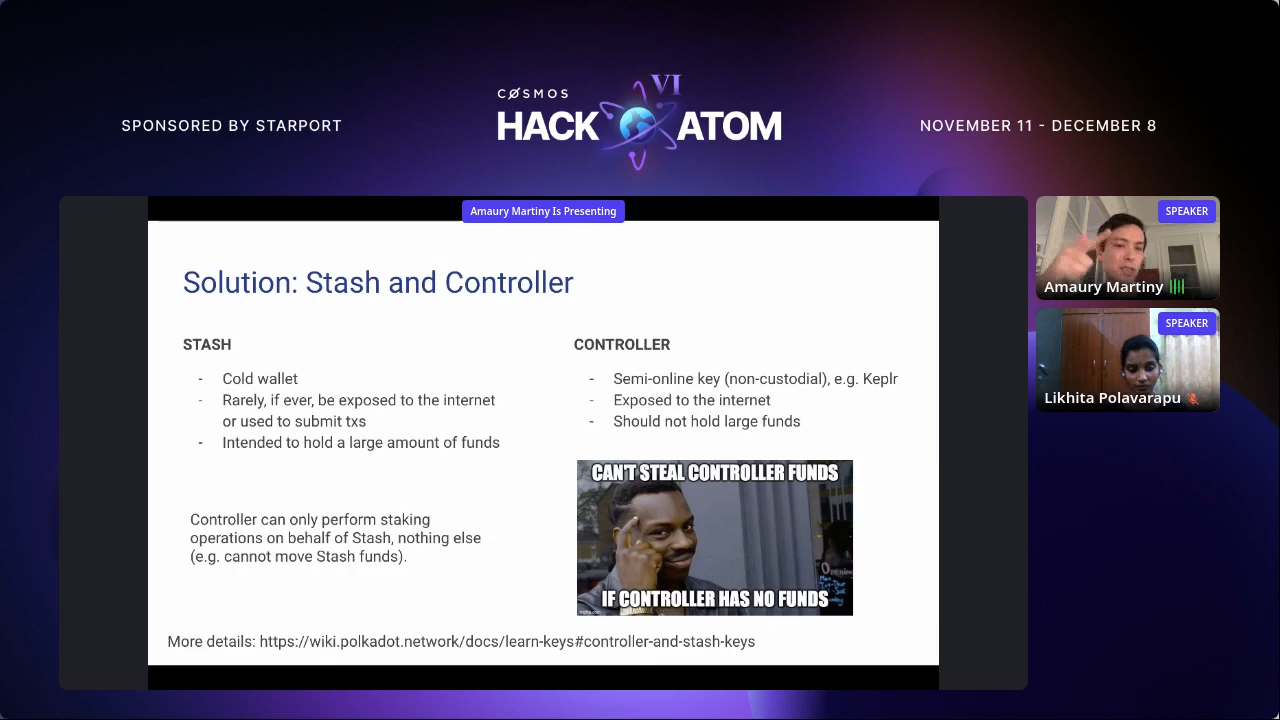 SPONSORED BY STARPORT
CØSMOS
VI
HACK ATOM
NOVEMBER 11 - DECEMBER 8
Amaury Martiny Is Presenting
Solution: Stash and Controller
STASH
- Cold wallet
- Rarely, if ever, be exposed to the internet
or used to submit txs
- Intended to hold a large amount of funds
Controller can only perform staking
operations on behalf of Stash, nothing else
(e.g. cannot move Stash funds).
CONTROLLER
- Semi-online key (non-custodial), e.g. Keplr
- Exposed to the internet
- Should not hold large funds
CAN'T STEAL CONTROLLER FUNDS
IF CONTROLLER HAS NO FUNDS
More details: https://wiki.polkadot.network/docs/learn-keys#controller-and-stash-keys
SPEAKER
Amaury Martiny
SPEAKER
Likhita Polavarapu